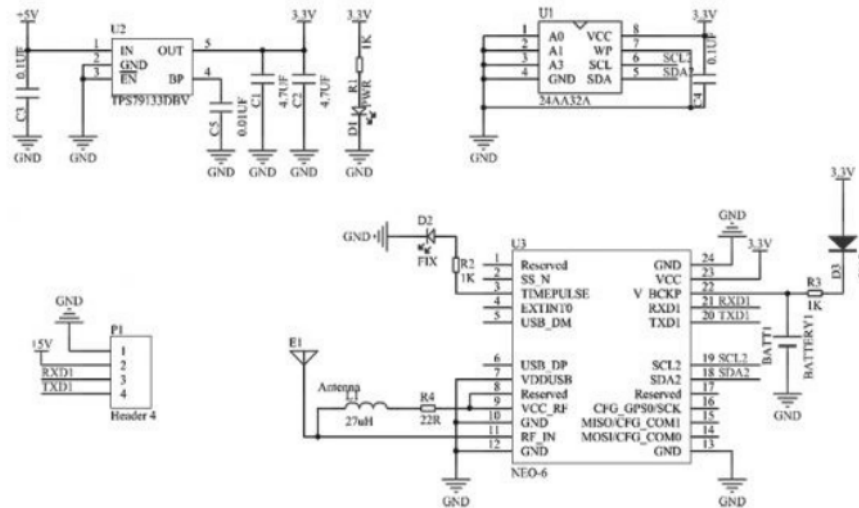 +5V
U2
1 IN OUT 5
2 GND
3 EN BP 4
TPS79133DBV
0.1UF
C3
GND
GND
C5
0.01UF
GND
C1
4.7UF
GND
3.3V
C2
4.7UF
GND
3.3V
1K
R1
PWR
D1
GND
U1
1 A0 VCC 8
2 A1 WP 7
3 A3 SCL 6 SCL2
4 GND SDA 5 SDA2
24AA32A
GND
3.3V
0.1UF
C4
GND
D2
FIX
R2
1K
U3
1 Reserved
2 SS_N
3 TIMEPULSE
4 EXTINT0
5 USB_DM
6 USB_DP
7 VDDUSB
8 Reserved
9 VCC_RF
10 GND
11 RF_IN
12 GND
NEO-6
GND 24
VCC 23
V_BCKP 22
RXD1 21 RXD1
TXD1 20 TXD1
SCL2 19 SCL2
SDA2 18 SDA2
Reserved 17
CFG_GPS0/SCK 16
MISO/CFG_COM1 15
MOSI/CFG_COM0 14
GND 13
GND
3.3V
3.3V
D3
R3
1K
BATT1
BATTERY1
GND
GND
GND
E1
Antenna
L1
27uH
R4
22R
GND
P1
1
2
3
4
RXD1
TXD1
Header 4